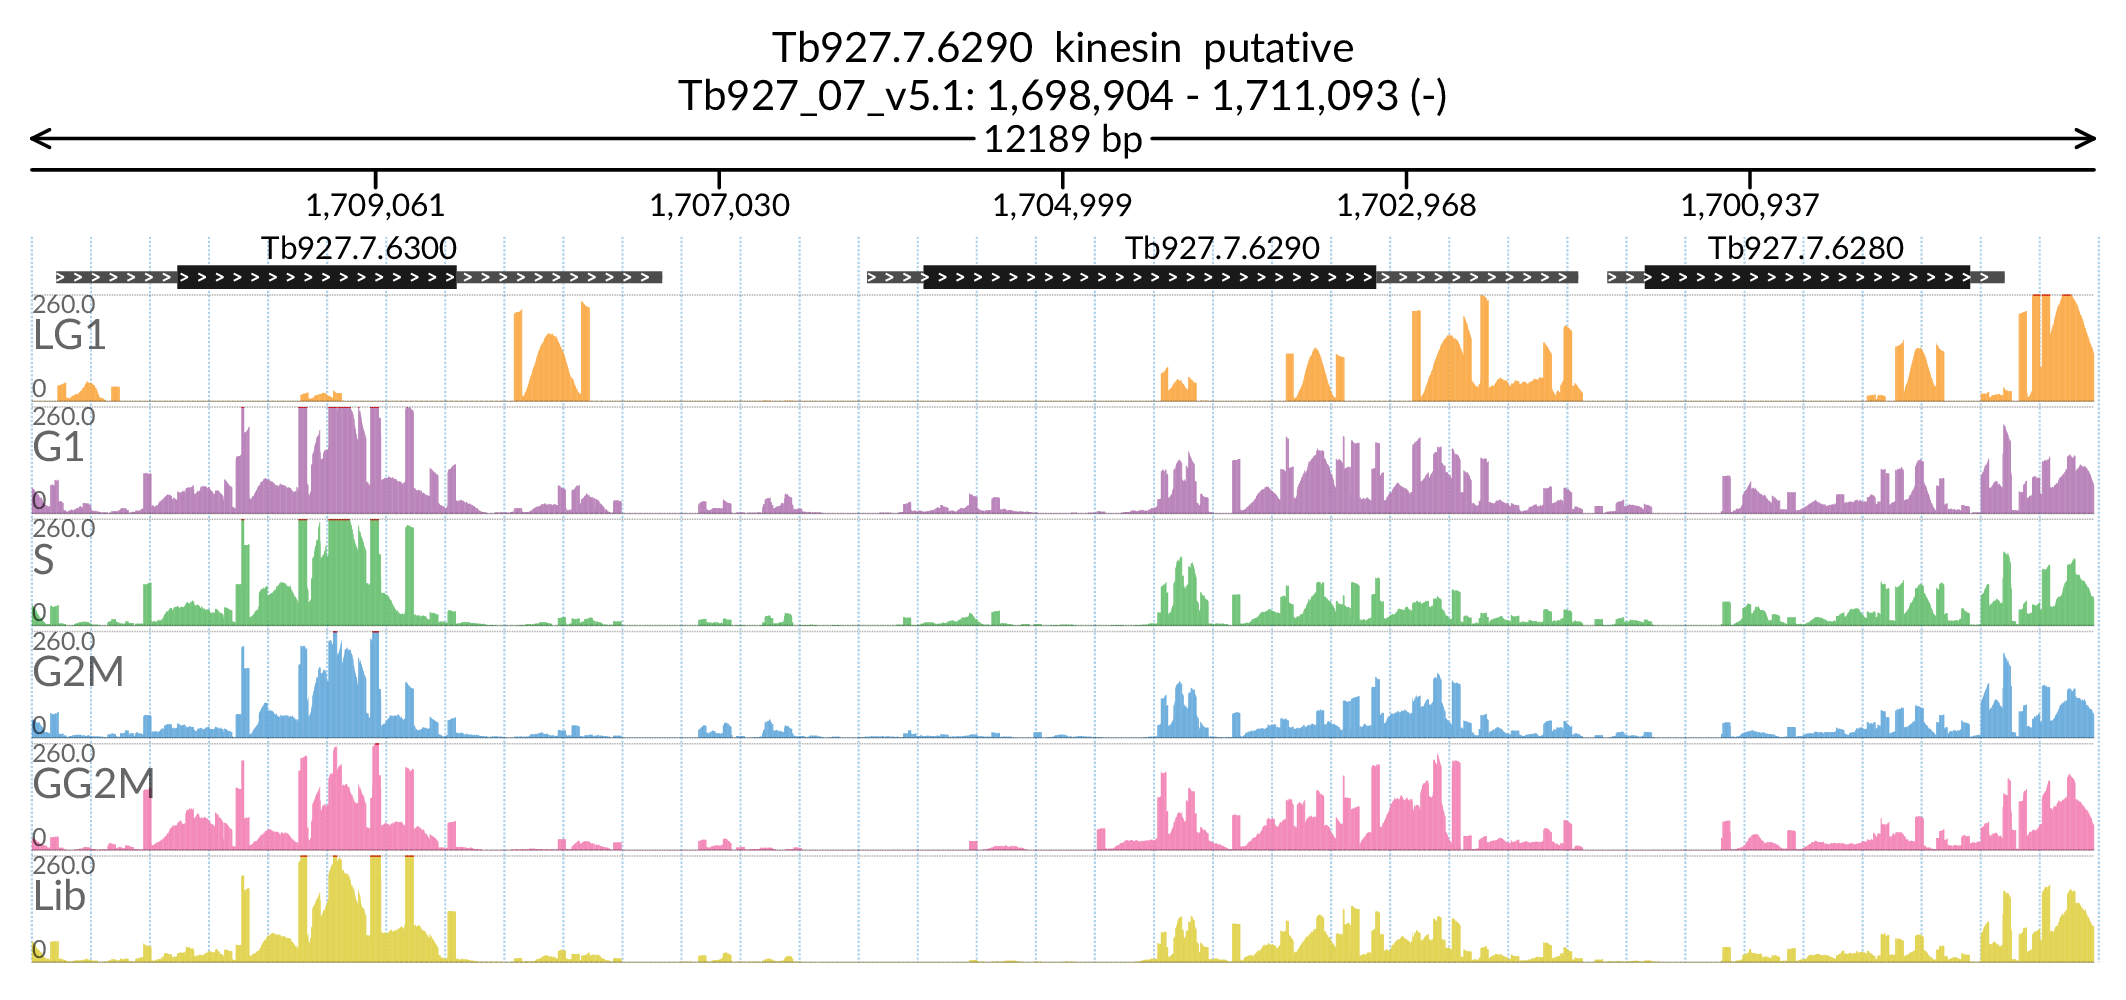 Tb927.7.6290 kinesin putative
Tb927_07_v5.1: 1,698,904 - 1,711,093 (-)
12189 bp
1,709,061 1,707,030 1,704,999 1,702,968 1,700,937
Tb927.7.6300 Tb927.7.6290 Tb927.7.6280
260.0
LG1
0
260.0
G1
0
260.0
S
0
260.0
G2M
0
260.0
GG2M
0
260.0
Lib
0